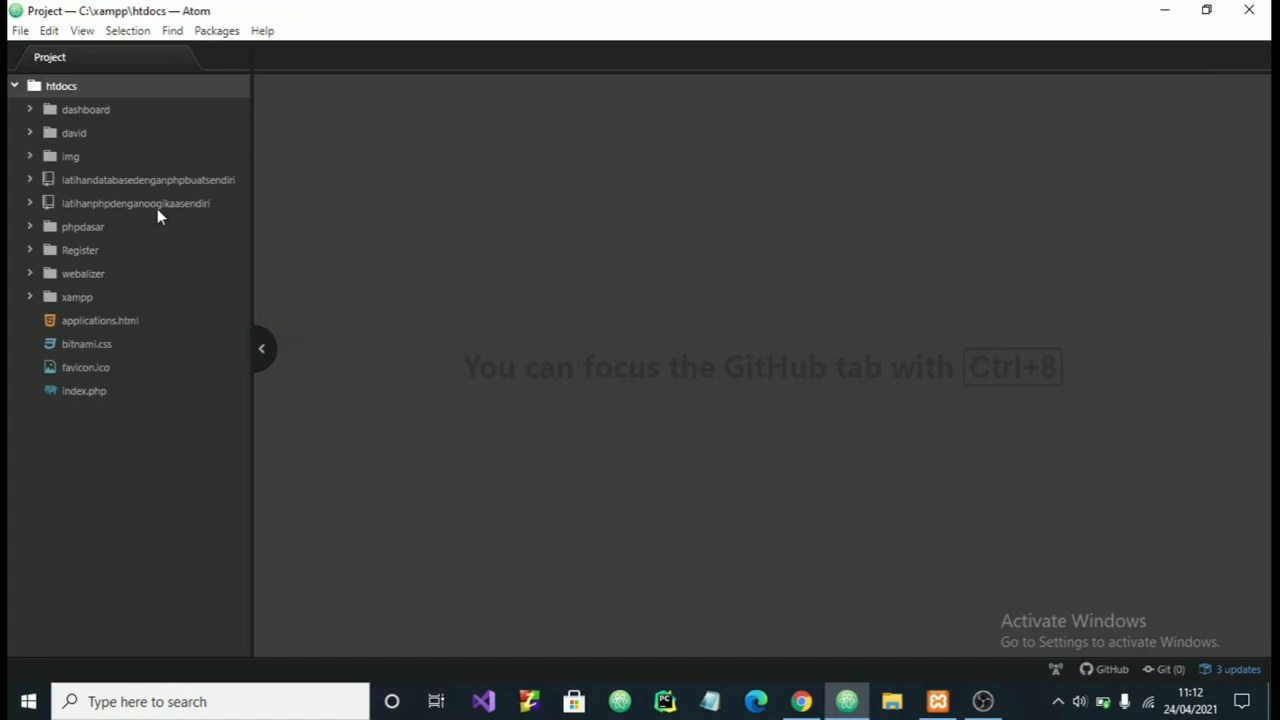 Project — C:\xampp\htdocs — Atom
File Edit View Selection Find Packages Help
Project
htdocs
dashboard
david
img
latihandatabasedenganphpbuatsendiri
latihanphpdenganoogikaasendiri
phpdasar
Register
webalizer
xampp
applications.html
bitnami.css
favicon.ico
index.php
You can focus the GitHub tab with Ctrl+8
Activate Windows
Go to Settings to activate Windows.
GitHub Git (0) 3 updates
Type here to search
11:12
24/04/2021